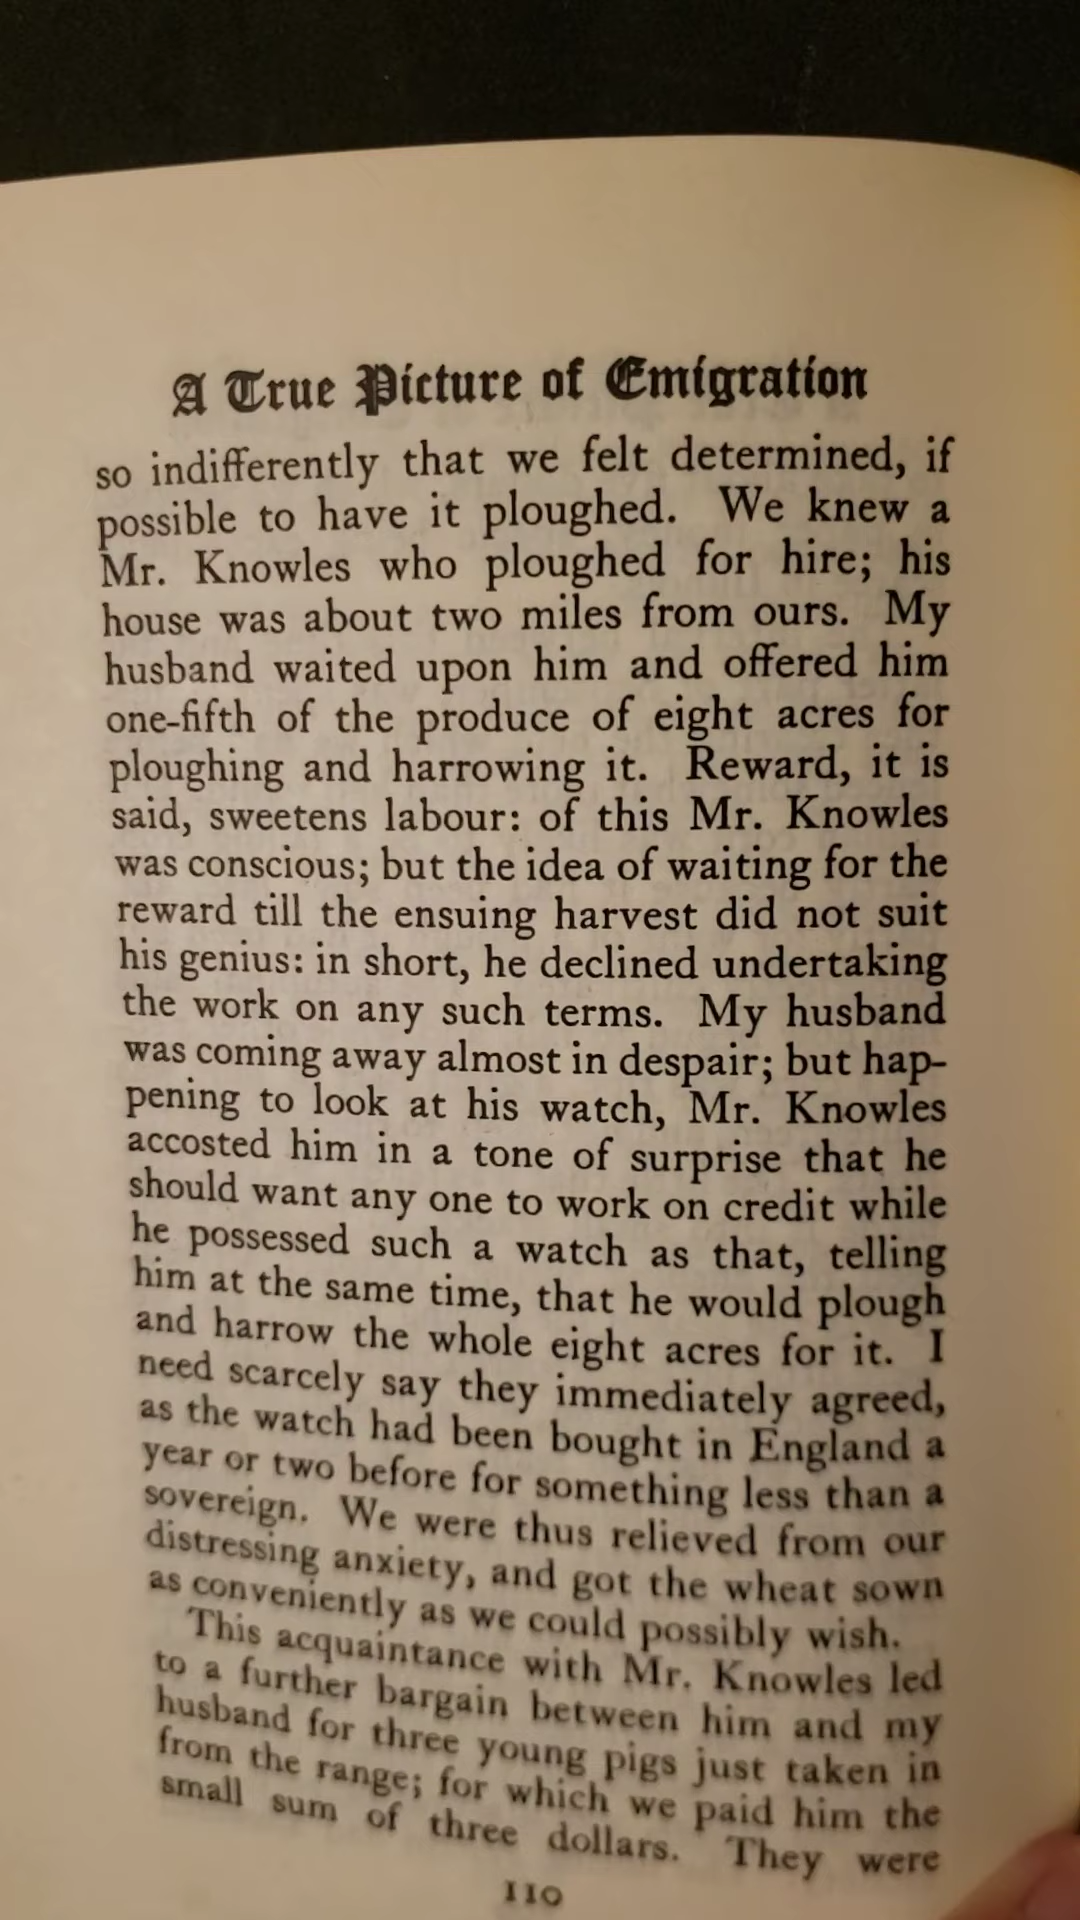 A True Picture of Emigration
so indifferently that we felt determined, if
possible to have it ploughed. We knew a
Mr. Knowles who ploughed for hire; his
house was about two miles from ours. My
husband waited upon him and offered him
one-fifth of the produce of eight acres for
ploughing and harrowing it. Reward, it is
said, sweetens labour: of this Mr. Knowles
was conscious; but the idea of waiting for the
reward till the ensuing harvest did not suit
his genius: in short, he declined undertaking
the work on any such terms. My husband
was coming away almost in despair; but hap-
pening to look at his watch, Mr. Knowles
accosted him in a tone of surprise that he
should want any one to work on credit while
he possessed such a watch as that, telling
him at the same time, that he would plough
and harrow the whole eight acres for it. I
need scarcely say they immediately agreed,
as the watch had been bought in England a
year or two before for something less than a
sovereign. We were thus relieved from our
distressing anxiety, and got the wheat sown
as conveniently as we could possibly wish.
This acquaintance with Mr. Knowles led
to a further bargain between him and my
husband for three young pigs just taken in
from the range; for which we paid him the
small sum of three dollars. They were
110